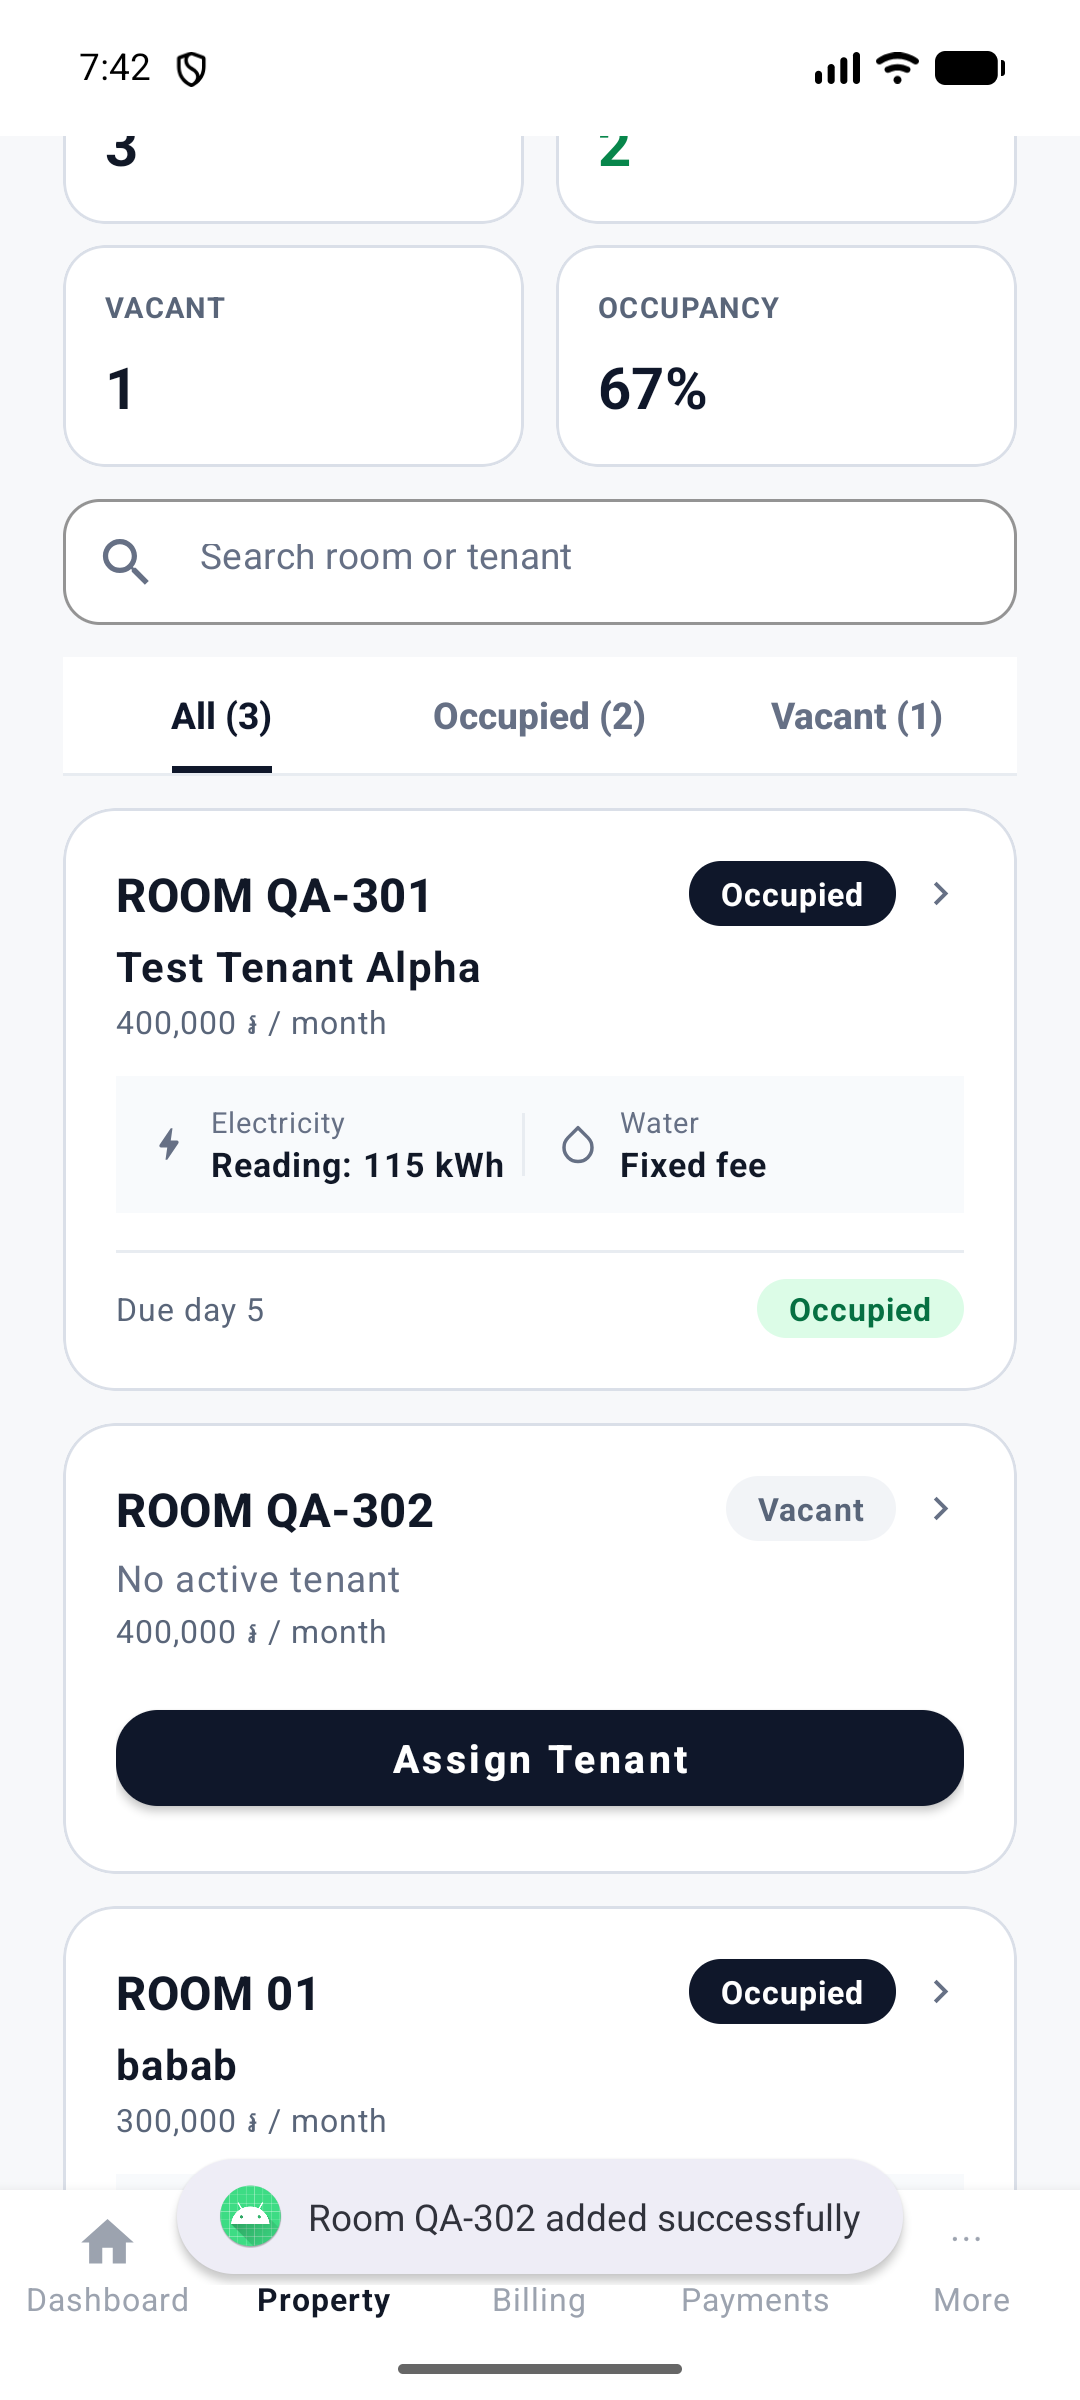 7:42
3
2
VACANT
OCCUPANCY
1
67%
Search room or tenant
All (3)
Occupied (2)
Vacant (1)
ROOM QA-301
Occupied
Test Tenant Alpha
400,000 ៛ / month
Electricity
Water
Reading: 115 kWh
Fixed fee
Due day 5
Occupied
ROOM QA-302
Vacant
No active tenant
400,000 ៛ / month
Assign Tenant
ROOM 01
Occupied
babab
300,000 ៛ / month
Room QA-302 added successfully
Dashboard
Property
Billing
Payments
More